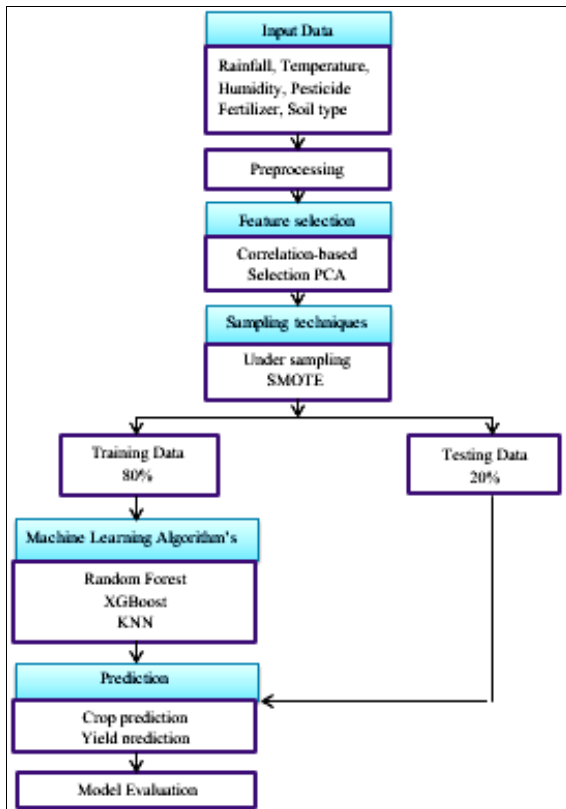 Input Data
Rainfall, Temperature,
Humidity, Pesticide
Fertilizer, Soil type
Preprocessing
Feature selection
Correlation-based
Selection PCA
Sampling techniques
Under sampling
SMOTE
Training Data
80%
Testing Data
20%
Machine Learning Algorithm's
Random Forest
XGBoost
KNN
Prediction
Crop prediction
Yield prediction
Model Evaluation